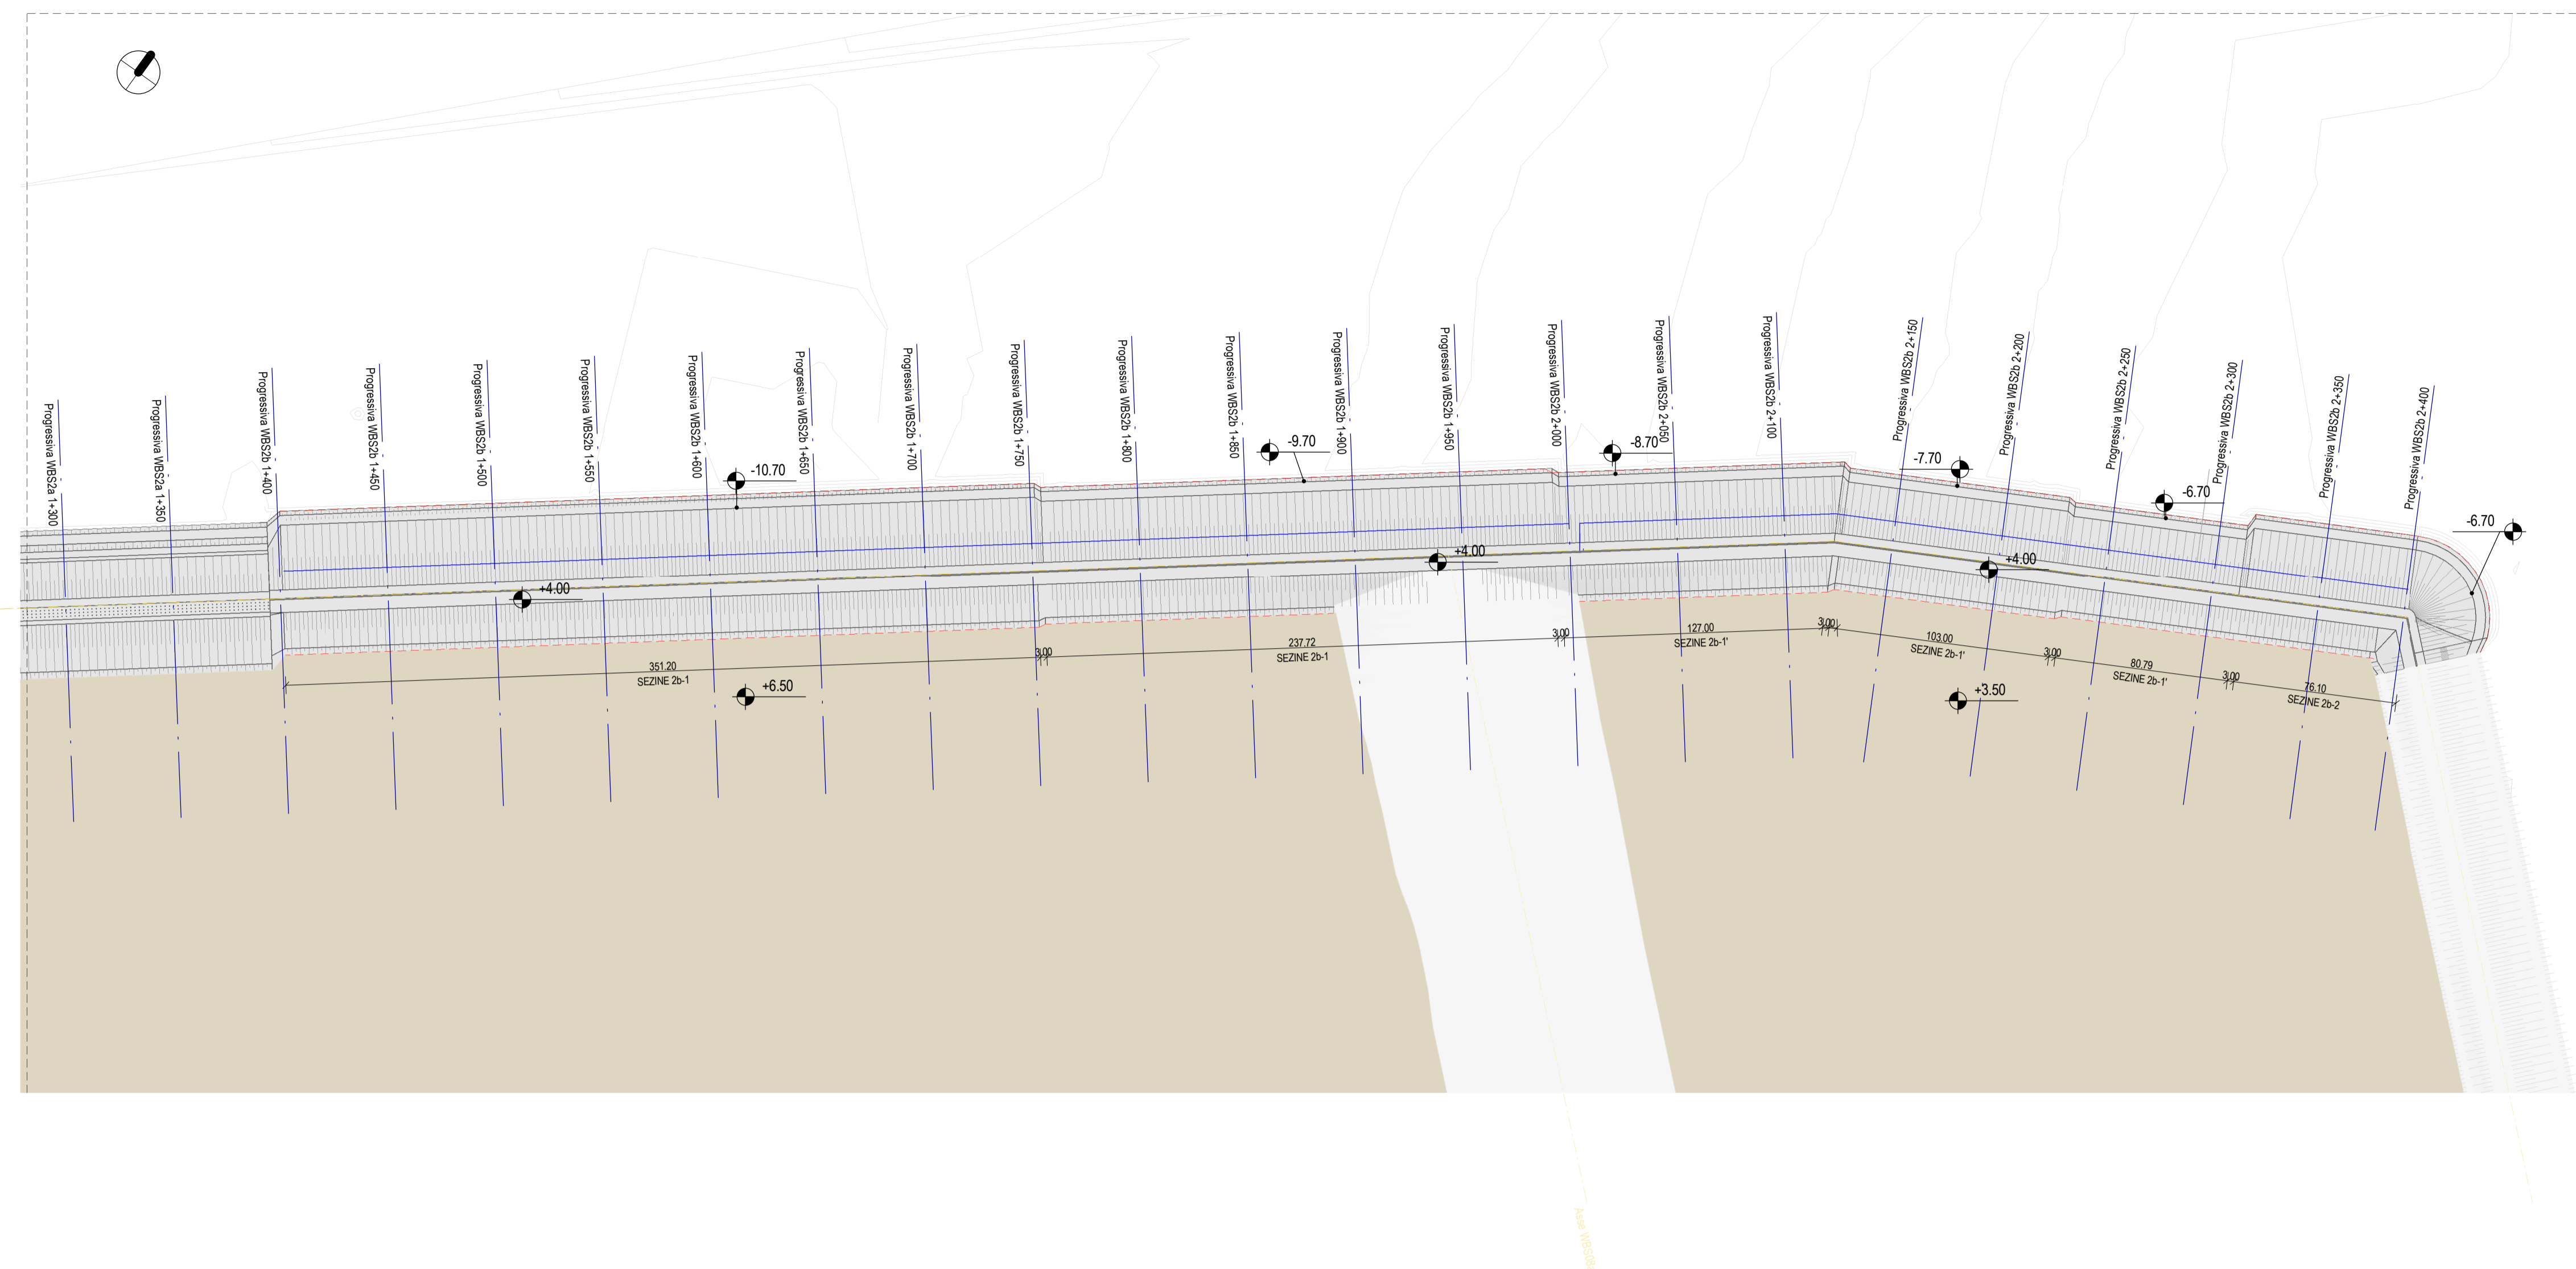 Progressiva WBS2a 1+300
Progressiva WBS2a 1+350
Progressiva WBS2b 1+400
Progressiva WBS2b 1+450
Progressiva WBS2b 1+500
Progressiva WBS2b 1+550
Progressiva WBS2b 1+600
Progressiva WBS2b 1+650
Progressiva WBS2b 1+700
Progressiva WBS2b 1+750
Progressiva WBS2b 1+800
Progressiva WBS2b 1+850
Progressiva WBS2b 1+900
Progressiva WBS2b 1+950
Progressiva WBS2b 2+000
Progressiva WBS2b 2+050
Progressiva WBS2b 2+100
Progressiva WBS2b 2+150
Progressiva WBS2b 2+200
Progressiva WBS2b 2+250
Progressiva WBS2b 2+300
Progressiva WBS2b 2+350
Progressiva WBS2b 2+400
-10.70
-9.70
-8.70
-7.70
-6.70
-6.70
+4.00
+4.00
+4.00
351.20
SEZINE 2b-1
3.00
237.72
SEZINE 2b-1
3.00
127.00
SEZINE 2b-1'
3.00
103.00
SEZINE 2b-1'
3.00
80.79
SEZINE 2b-1'
3.00
76.10
SEZINE 2b-2
+6.50
+3.50